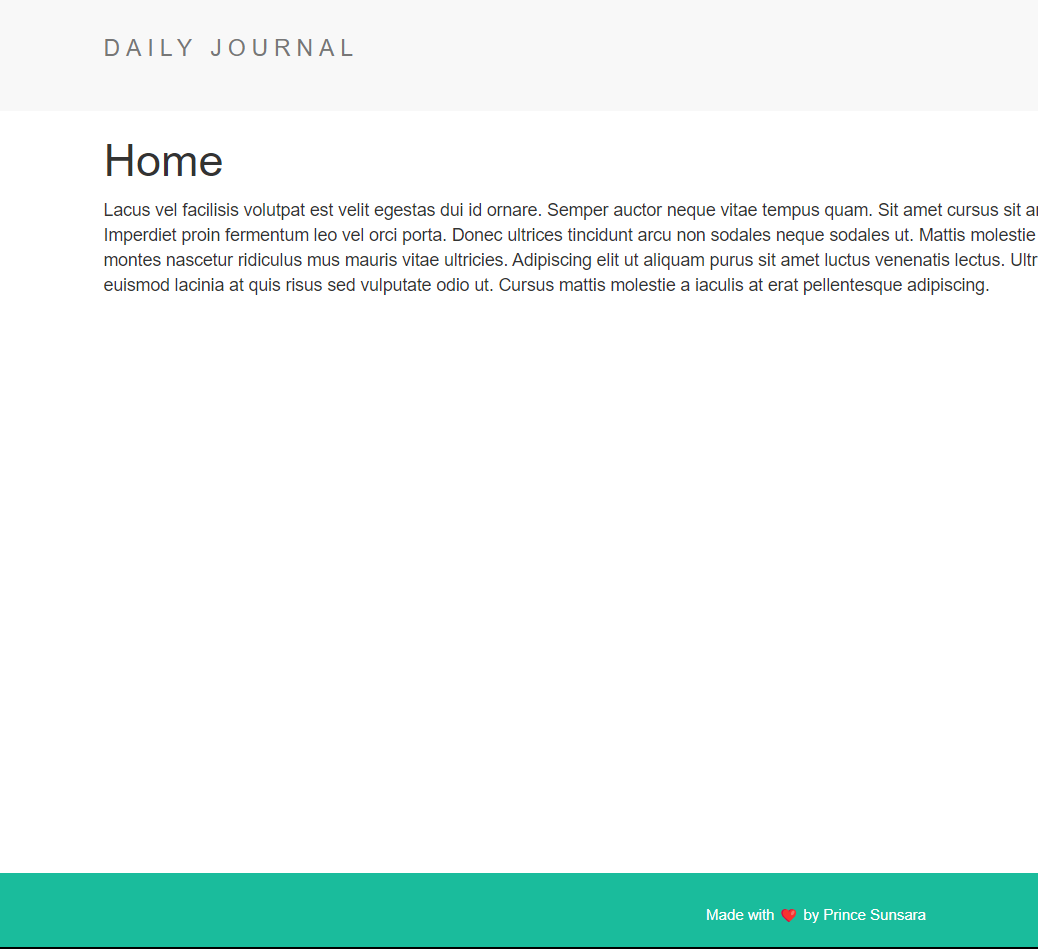 DAILY JOURNAL
Home
Lacus vel facilisis volutpat est velit egestas dui id ornare. Semper auctor neque vitae tempus quam. Sit amet cursus sit
Imperdiet proin fermentum leo vel orci porta. Donec ultrices tincidunt arcu non sodales neque sodales ut. Mattis molestie
montes nascetur ridiculus mus mauris vitae ultricies. Adipiscing elit ut aliquam purus sit amet luctus venenatis lectus.
euismod lacinia at quis risus sed vulputate odio ut. Cursus mattis molestie a iaculis at erat pellentesque adipiscing.
Made with ❤️ by Prince Sunsara